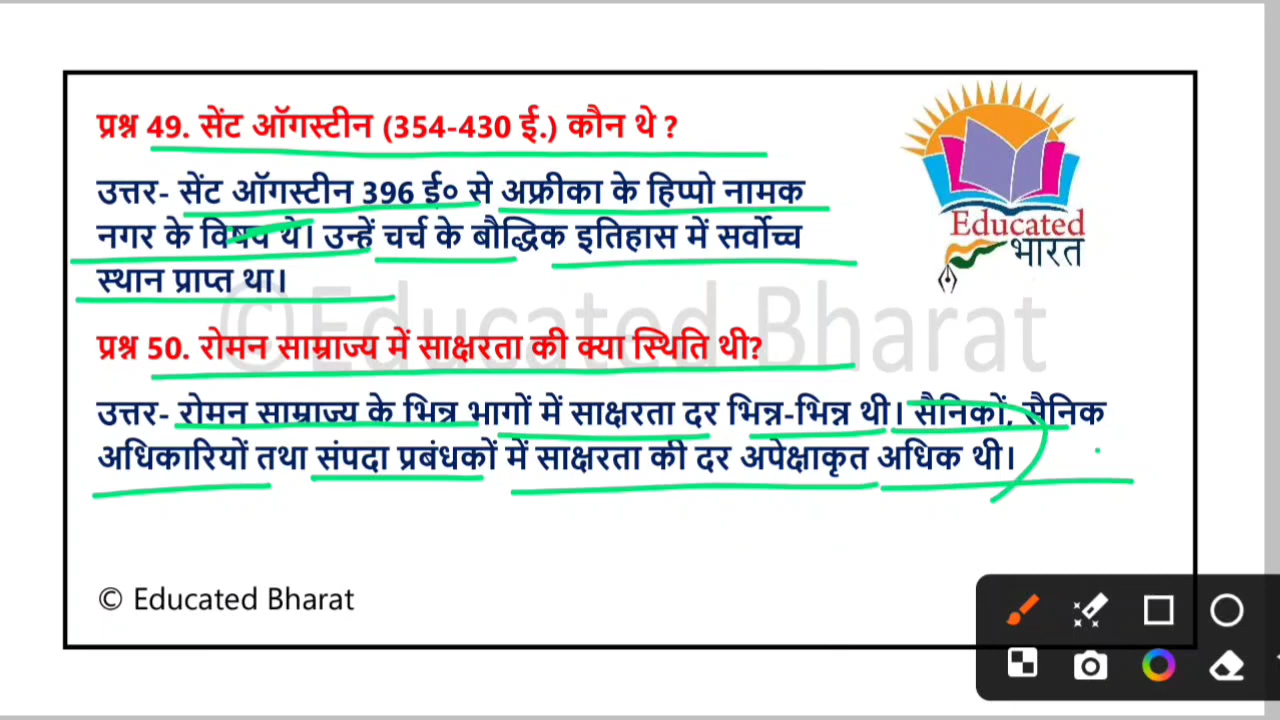 प्रश्न 49. सेंट ऑगस्टीन (354-430 ई.) कौन थे ?
उत्तर- सेंट ऑगस्टीन 396 ई० से अफ्रीका के हिप्पो नामक
नगर के विषप थे। उन्हें चर्च के बौद्धिक इतिहास में सर्वोच्च
स्थान प्राप्त था।
Educated
भारत
©Educated Bharat
प्रश्न 50. रोमन साम्राज्य में साक्षरता की क्या स्थिति थी?
उत्तर- रोमन साम्राज्य के भिन्न भागों में साक्षरता दर भिन्न-भिन्न थी। सैनिकों, सैनिक
अधिकारियों तथा संपदा प्रबंधकों में साक्षरता की दर अपेक्षाकृत अधिक थी।
© Educated Bharat